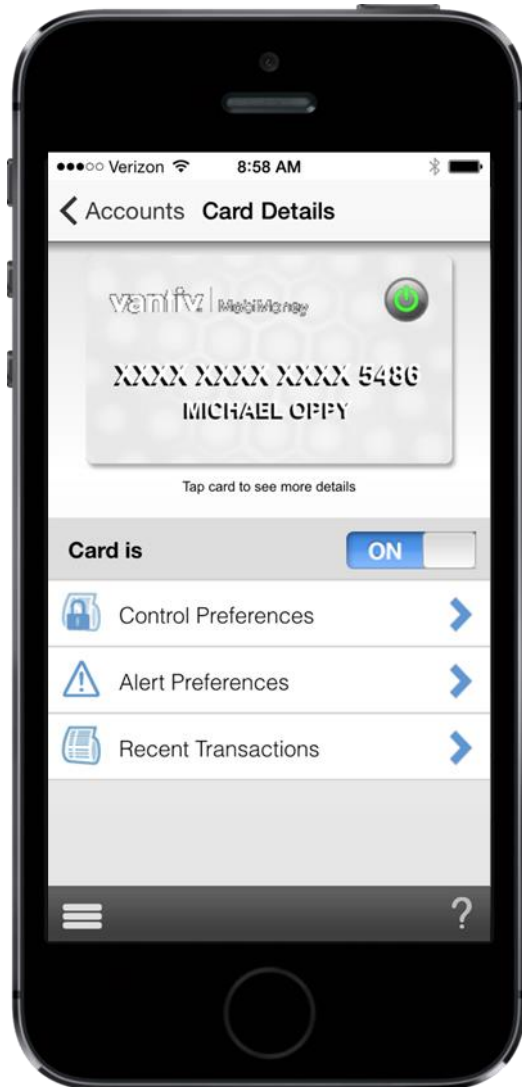 Verizon 8:58 AM
Accounts Card Details
vantiv MobiMoney
XXXX XXXX XXXX 5486
MICHAEL OPPY
Tap card to see more details
Card is ON
Control Preferences
Alert Preferences
Recent Transactions
?